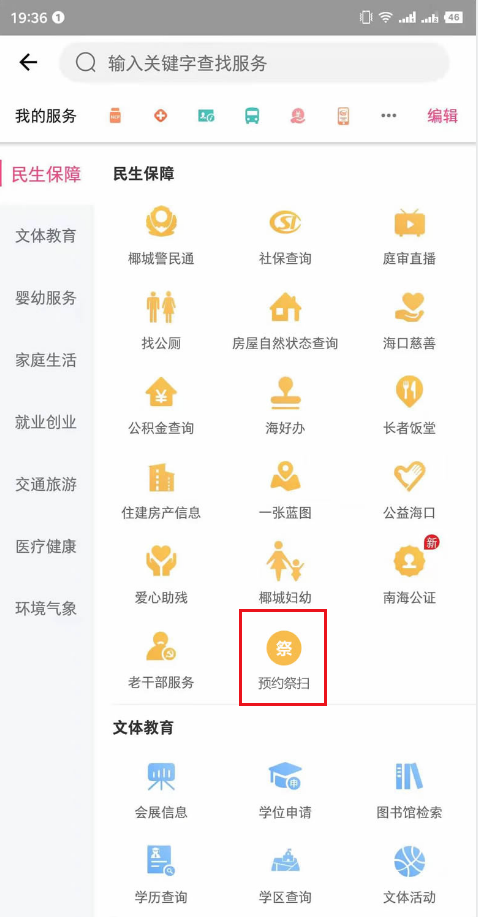 19:36 1 46
输入关键字查找服务
我的服务 编辑
民生保障
文体教育
婴幼服务
家庭生活
就业创业
交通旅游
医疗健康
环境气象
民生保障
椰城警民通 社保查询 庭审直播
找公厕 房屋自然状态查询 海口慈善
公积金查询 海好办 长者饭堂
住建房产信息 一张蓝图 公益海口
新
爱心助残 椰城妇幼 南海公证
祭
老干部服务 预约祭扫
文体教育
申
会展信息 学位申请 图书馆检索
学历查询 学区查询 文体活动